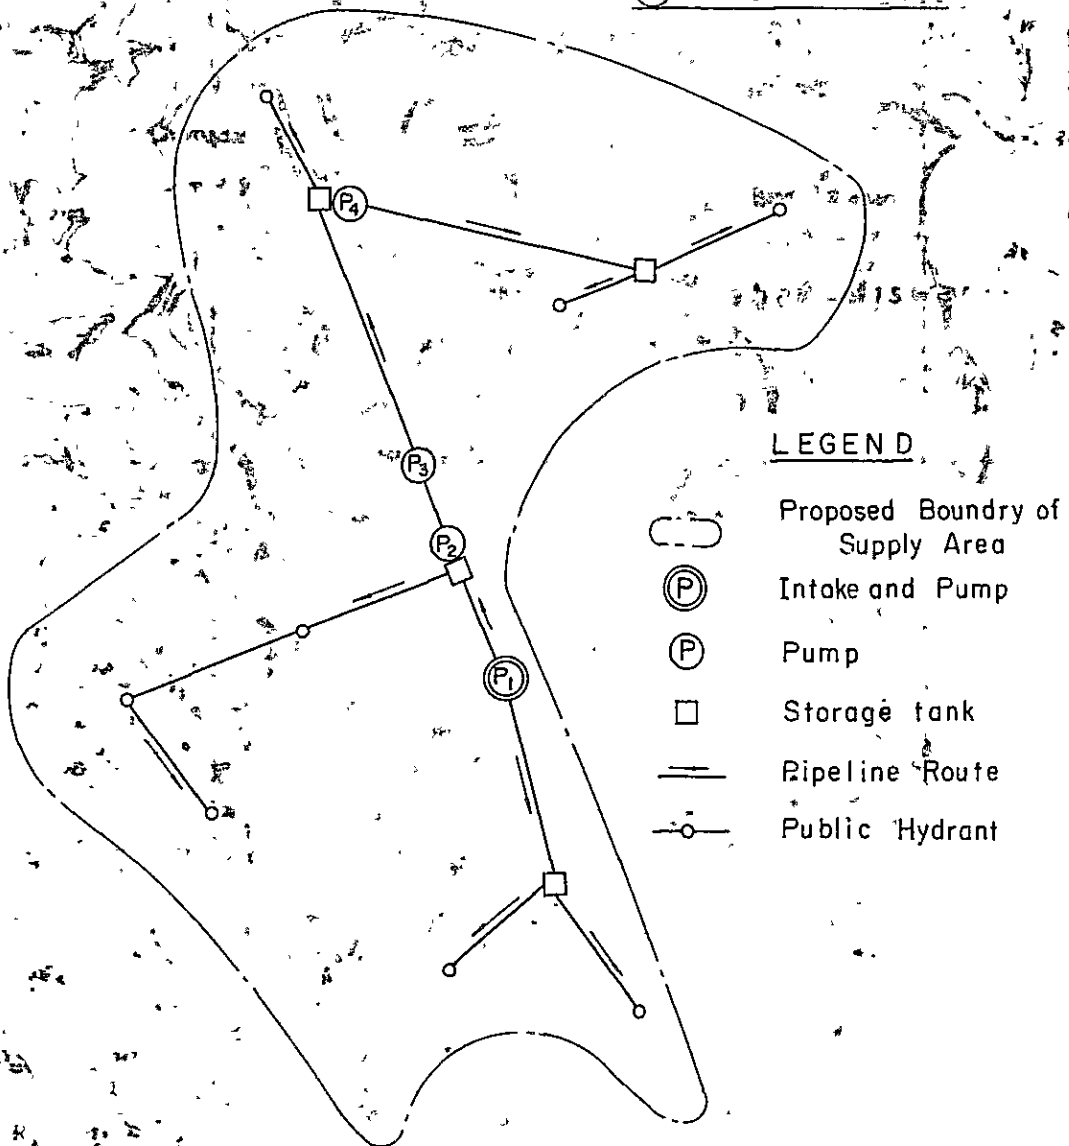 P4
P3
P2
P1
LEGEND
Proposed Boundry of
Supply Area
P
Intake and Pump
P
Pump
Storage tank
Pipeline Route
Public Hydrant